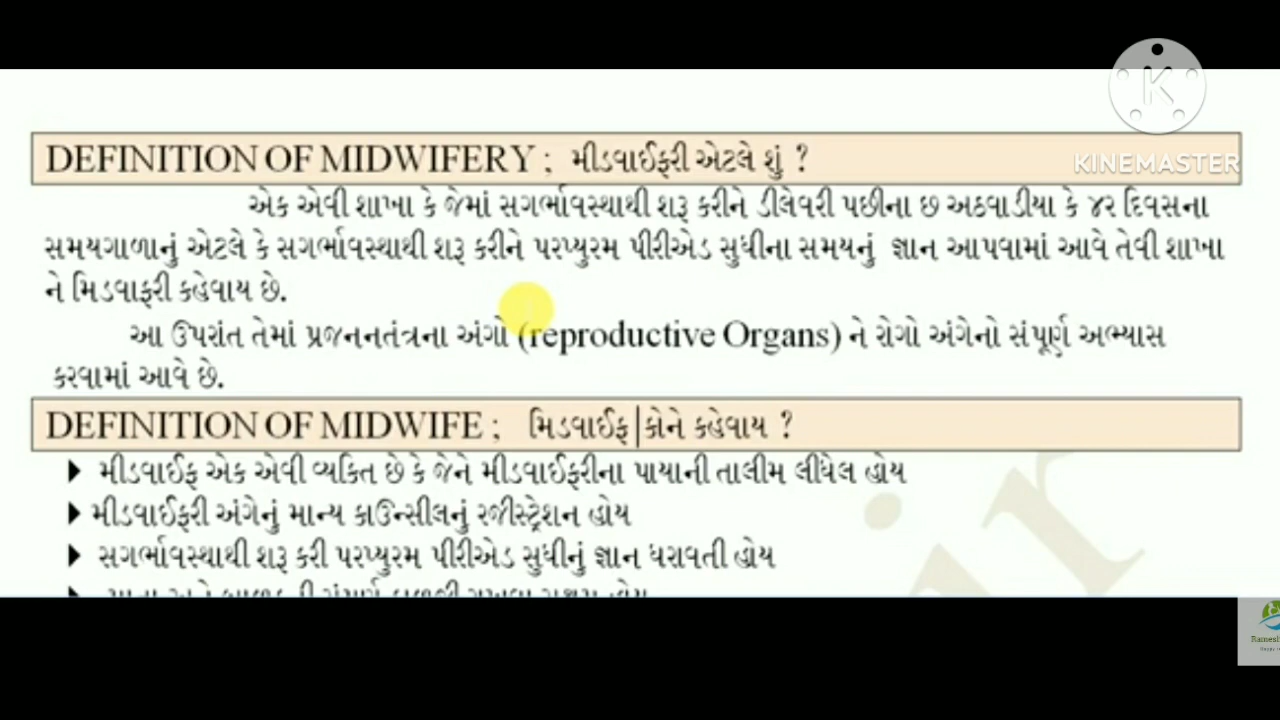 KINEMASTER
DEFINITION OF MIDWIFERY ; મીડવાઈફરી એટલે શું ?
એક એવી શાખા કે જેમાં સગર્ભાવસ્થાથી શરૂ કરીને ડીલેવરી પછીના છ અઠવાડીયા કે ૪૨ દિવસના
સમયગાળાનું એટલે કે સગર્ભાવસ્થાથી શરૂ કરીને પરપ્યુરમ પીરીએડ સુધીના સમયનું જ્ઞાન આપવામાં આવે તેવી શાખા
ને મિડવાફરી કહેવાય છે.
આ ઉપરાંત તેમાં પ્રજનનતંત્રના અંગો (reproductive Organs) ને રોગો અંગેનો સંપૂર્ણ અભ્યાસ
કરવામાં આવે છે.
DEFINITION OF MIDWIFE ; મિડવાઈફ કોને કહેવાય ?
મીડવાઈફ એક એવી વ્યકિત છે કે જેને મીડવાઈફરીના પાયાની તાલીમ લીધેલ હોય
મીડવાઈફરી અંગેનું માન્ય કાઉન્સીલનું રજીસ્ટ્રેશન હોય
સગર્ભાવસ્થાથી શરૂ કરી પરપ્યુરમ પીરીએડ સુધીનું જ્ઞાન ધરાવતી હોય
Ramesh